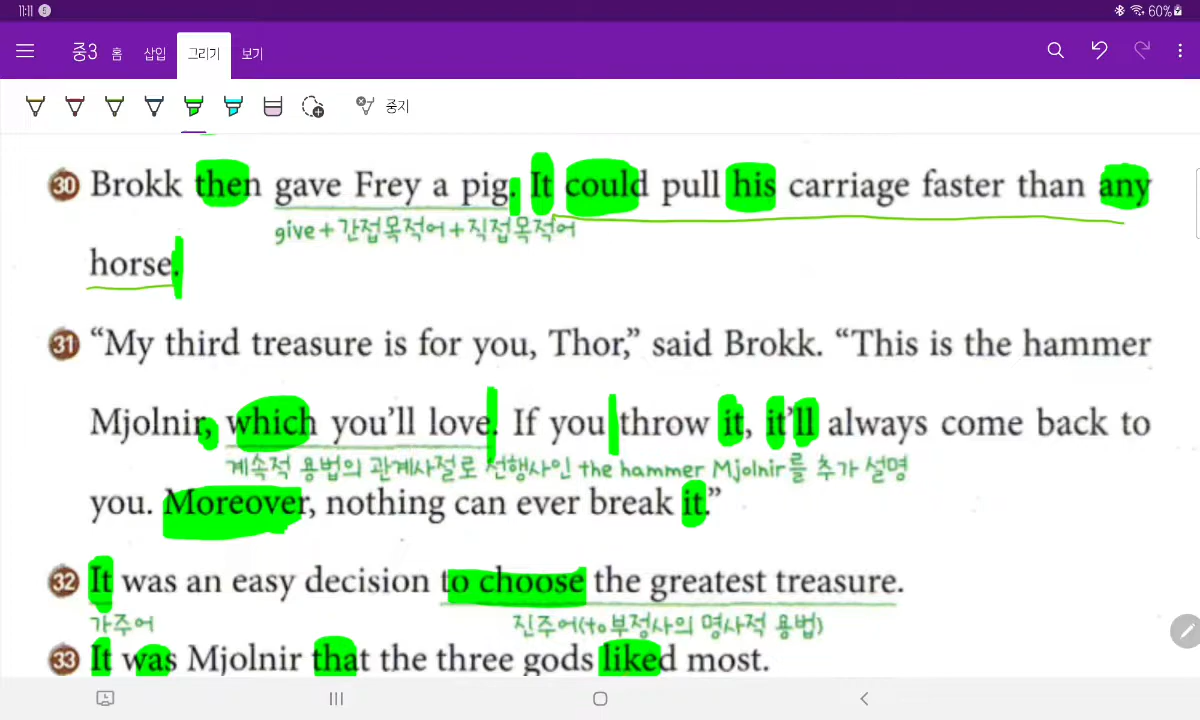 11:11 5 60%
중3 홈 삽입 그리기 보기
중지
30 Brokk then gave Frey a pig. It could pull his carriage faster than any
give+간접목적어+직접목적어
horse.
31 “My third treasure is for you, Thor,” said Brokk. “This is the hammer
Mjolnir, which you’ll love. If you throw it, it’ll always come back to
계속적 용법의 관계사절로 선행사인 the hammer Mjolnir를 추가 설명
you. Moreover, nothing can ever break it.”
32 It was an easy decision to choose the greatest treasure.
가주어 진주어(to부정사의 명사적 용법)
33 It was Mjolnir that the three gods liked most.